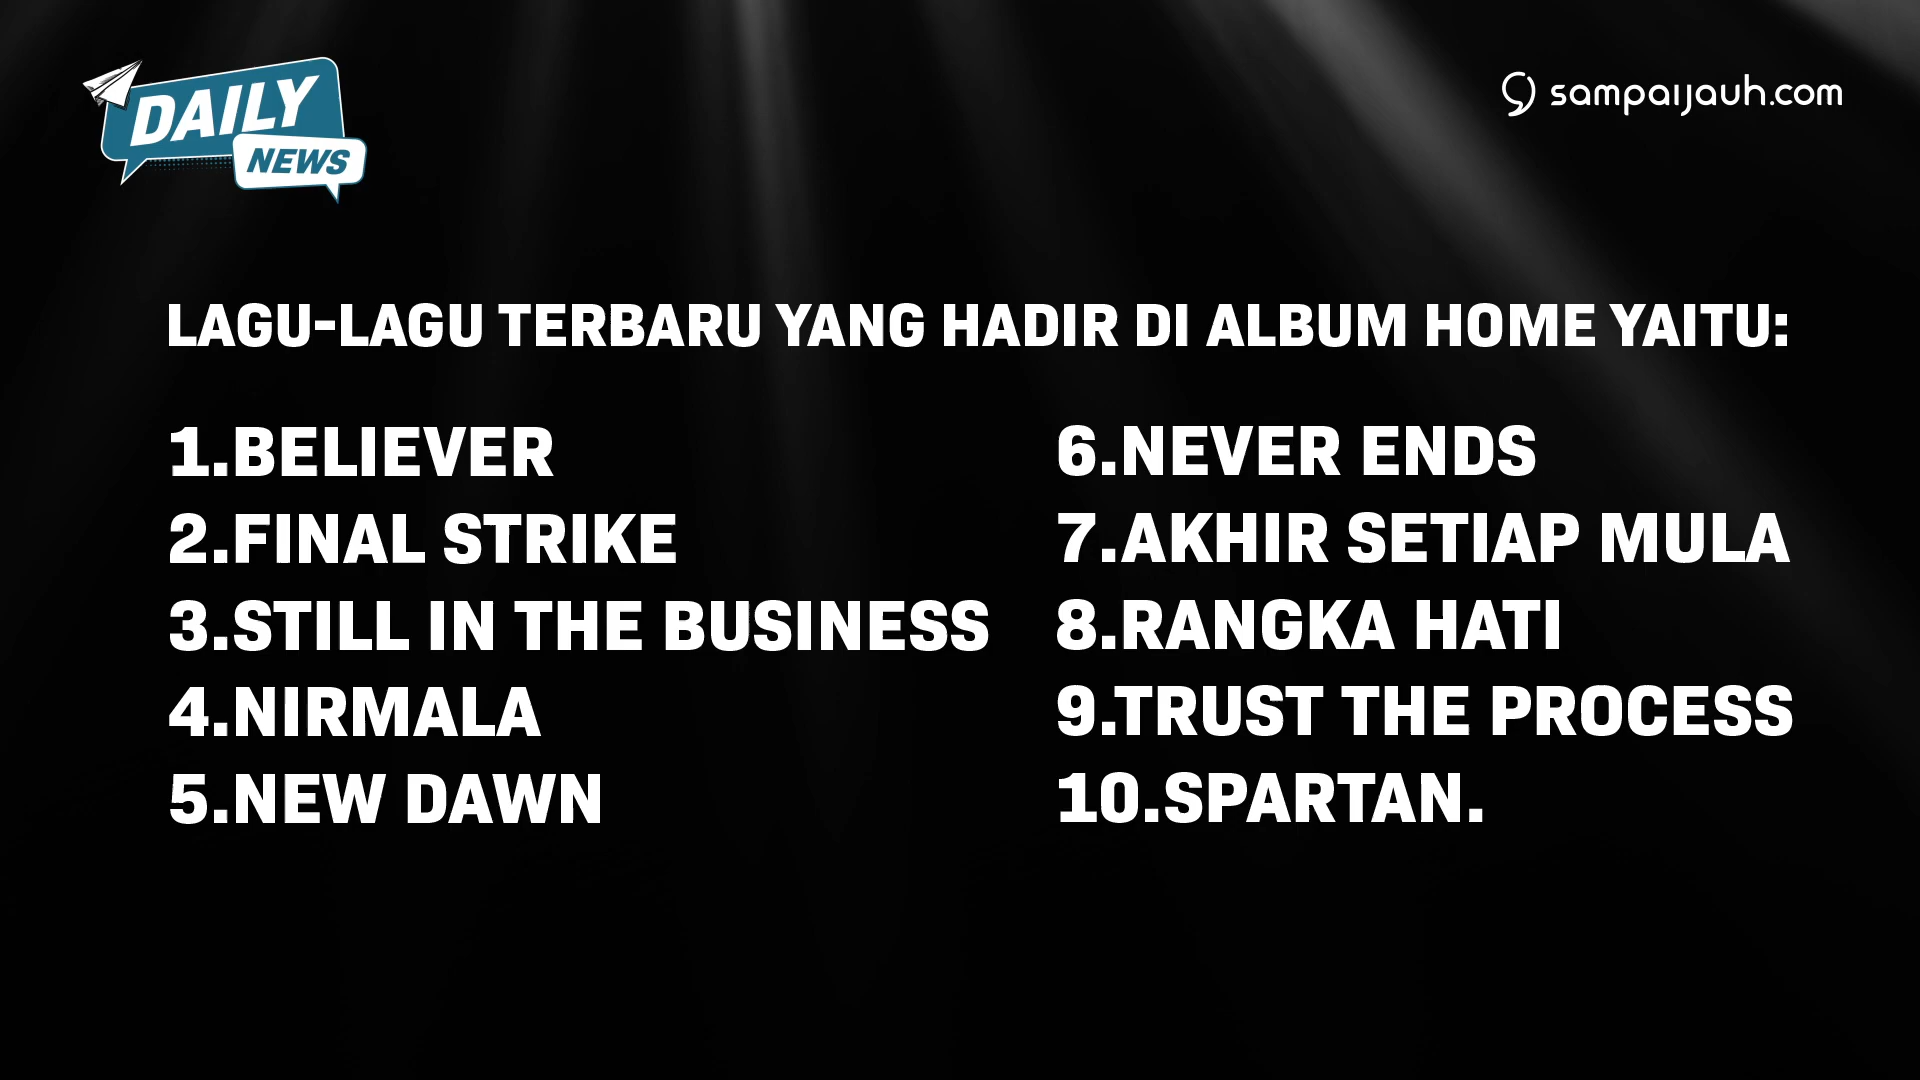 DAILY
NEWS
sampaijauh.com
LAGU-LAGU TERBARU YANG HADIR DI ALBUM HOME YAITU:
1.BELIEVER
2.FINAL STRIKE
3.STILL IN THE BUSINESS
4.NIRMALA
5.NEW DAWN
6.NEVER ENDS
7.AKHIR SETIAP MULA
8.RANGKA HATI
9.TRUST THE PROCESS
10.SPARTAN.